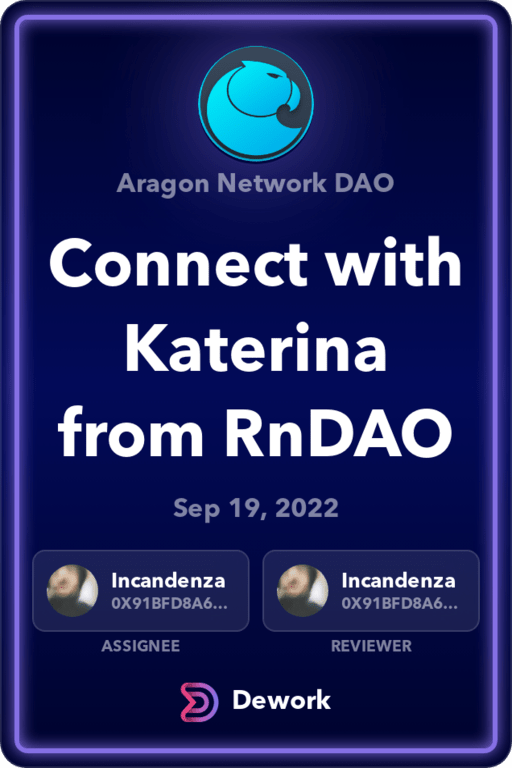 Aragon Network DAO
Connect with
Katerina
from RnDAO
Sep 19, 2022
Incandenza
0X91BFD8A6...
ASSIGNEE
Incandenza
0X91BFD8A6...
REVIEWER
Dework